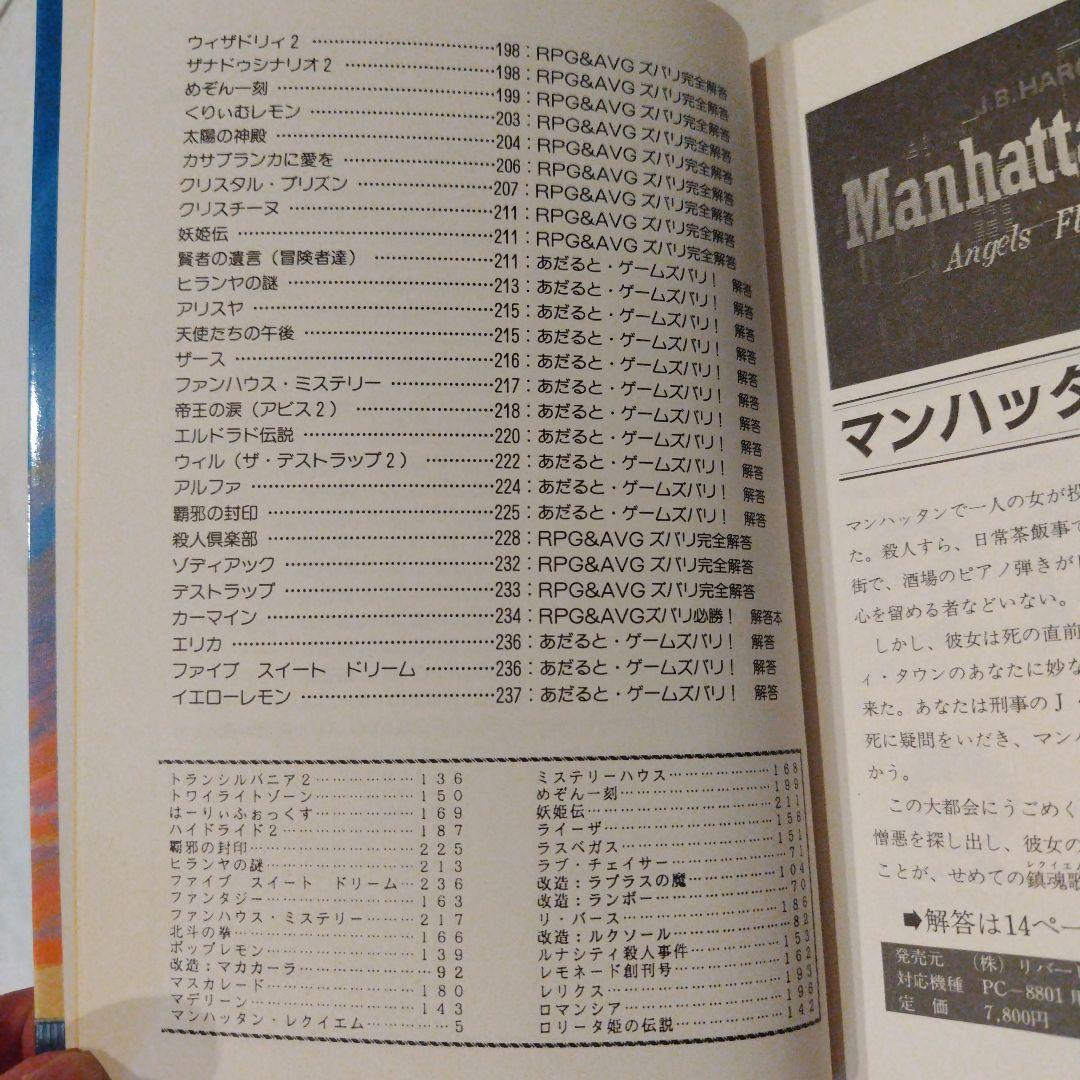 ウィザドリィ2 ……198：RPG&AVG ズバリ完全解答
ザナドゥシナリオ2 ……198：RPG&AVG ズバリ完全解答
めぞん一刻 ……199：RPG&AVG ズバリ完全解答
くりぃむレモン ……203：RPG&AVG ズバリ完全解答
太陽の神殿 ……204：RPG&AVG ズバリ完全解答
カサブランカに愛を ……206：RPG&AVG ズバリ完全解答
クリスタル・プリズン ……207：RPG&AVG ズバリ完全解答
クリスチーヌ ……211：RPG&AVG ズバリ完全解答
妖姫伝 ……211：RPG&AVG ズバリ完全解答
賢者の遺言（冒険者達） ……211：あだると・ゲームズバリ！ 解答
ヒランヤの謎 ……213：あだると・ゲームズバリ！ 解答
アリスヤ ……215：あだると・ゲームズバリ！ 解答
天使たちの午後 ……215：あだると・ゲームズバリ！ 解答
ザース ……216：あだると・ゲームズバリ！ 解答
ファンハウス・ミステリー ……217：あだると・ゲームズバリ！ 解答
帝王の涙（アビス2） ……218：あだると・ゲームズバリ！ 解答
エルドラド伝説 ……220：あだると・ゲームズバリ！ 解答
ウィル（ザ・デストラップ2） ……222：あだると・ゲームズバリ！ 解答
アルファ ……224：あだると・ゲームズバリ！ 解答
覇邪の封印 ……225：あだると・ゲームズバリ！ 解答
殺人倶楽部 ……228：RPG&AVG ズバリ完全解答
ゾディアック ……232：RPG&AVG ズバリ完全解答
デストラップ ……233：RPG&AVG ズバリ完全解答
カーマイン ……234：RPG&AVGズバリ必勝！ 解答本
エリカ ……236：あだると・ゲームズバリ！ 解答
ファイブ スイート ドリーム ……236：あだると・ゲームズバリ！ 解答
イエローレモン ……237：あだると・ゲームズバリ！ 解答
トランシルバニア2……136
トワイライトゾーン……150
はーりぃふぉっくす……169
ハイドライド2……187
覇邪の封印……225
ヒランヤの謎……213
ファイブ スイート ドリーム…236
ファンタジー……163
ファンハウス・ミステリー……217
北斗の拳……166
ポップレモン……139
改造：マカカーラ……92
マスカレード……180
マデリーン……143
マンハッタン・レクイエム……5
ミステリーハウス……168
めぞん一刻……199
妖姫伝……211
ライーザ……156
ラスベガス……151
ラブ・チェイサー……71
改造：ラプラスの魔……104
改造：ランボー……70
リ・バース……186
改造：ルクソール……82
ルナシティ殺人事件……153
レモネード創刊号……162
レリクス……193
ロマンシア……196
ロリータ姫の伝説……142
J.B.HARO
Manhatta
Angels Fl
マンハッタ
マンハッタンで一人の女が投
た。殺人すら、日常茶飯事で
街で、酒場のピアノ弾きが
心を留める者などいない。
しかし、彼女は死の直前
ィ・タウンのあなたに妙な
来た。あなたは刑事のJ・
死に疑問をいだき、マンハ
かう。
この大都会にうごめく
憎悪を探し出し、彼女の
ことが、せめての鎮魂歌
レクイエム
➡解答は14ペー
発売元 （株）リバー
対応機種 PC－8801
定 価 7,800円